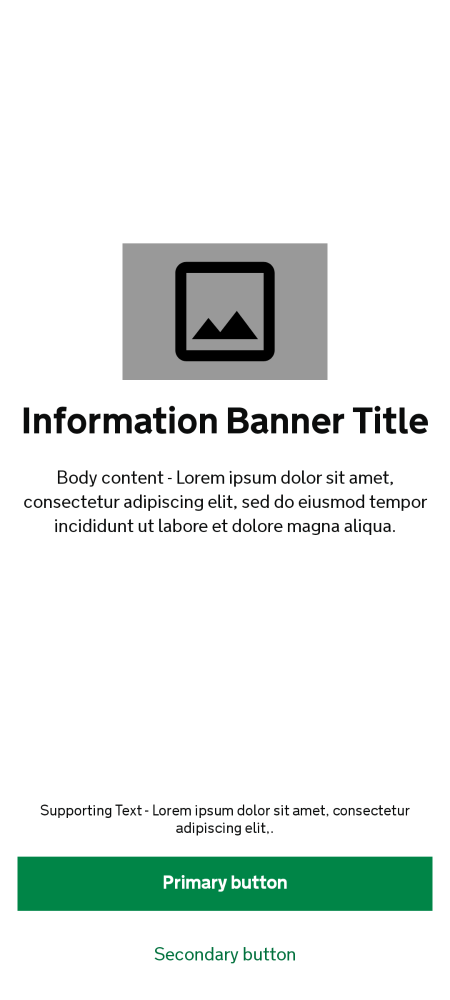 Information Banner Title
Body content - Lorem ipsum dolor sit amet,
consectetur adipiscing elit, sed do eiusmod tempor
incididunt ut labore et dolore magna aliqua.
Supporting Text - Lorem ipsum dolor sit amet, consectetur
adipiscing elit,.
Primary button
Secondary button